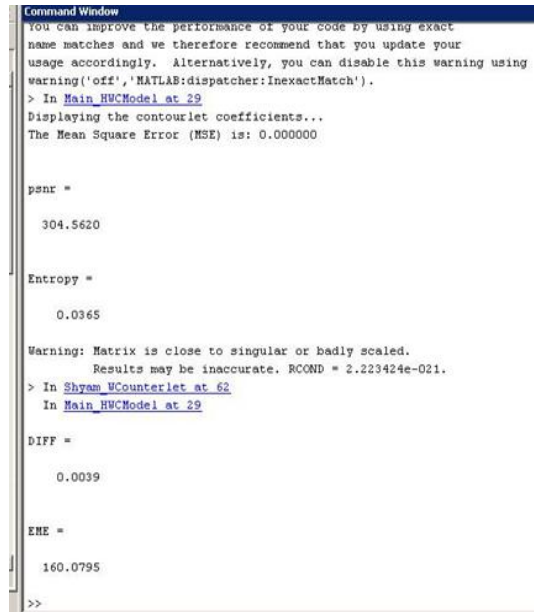 Command Window
You can improve the performance of your code by using exact
name matches and we therefore recommend that you update your
usage accordingly.  Alternatively, you can disable this warning using
warning('off','MATLAB:dispatcher:InexactMatch').
> In Main_HWCModel at 29
Displaying the contourlet coefficients...
The Mean Square Error (MSE) is: 0.000000
psnr =
304.5620
Entropy =
0.0365
Warning: Matrix is close to singular or badly scaled.
Results may be inaccurate. RCOND = 2.223424e-021.
> In Shyam_WCounterlet at 62
In Main_HWCModel at 29
DIFF =
0.0039
EME =
160.0795
>>